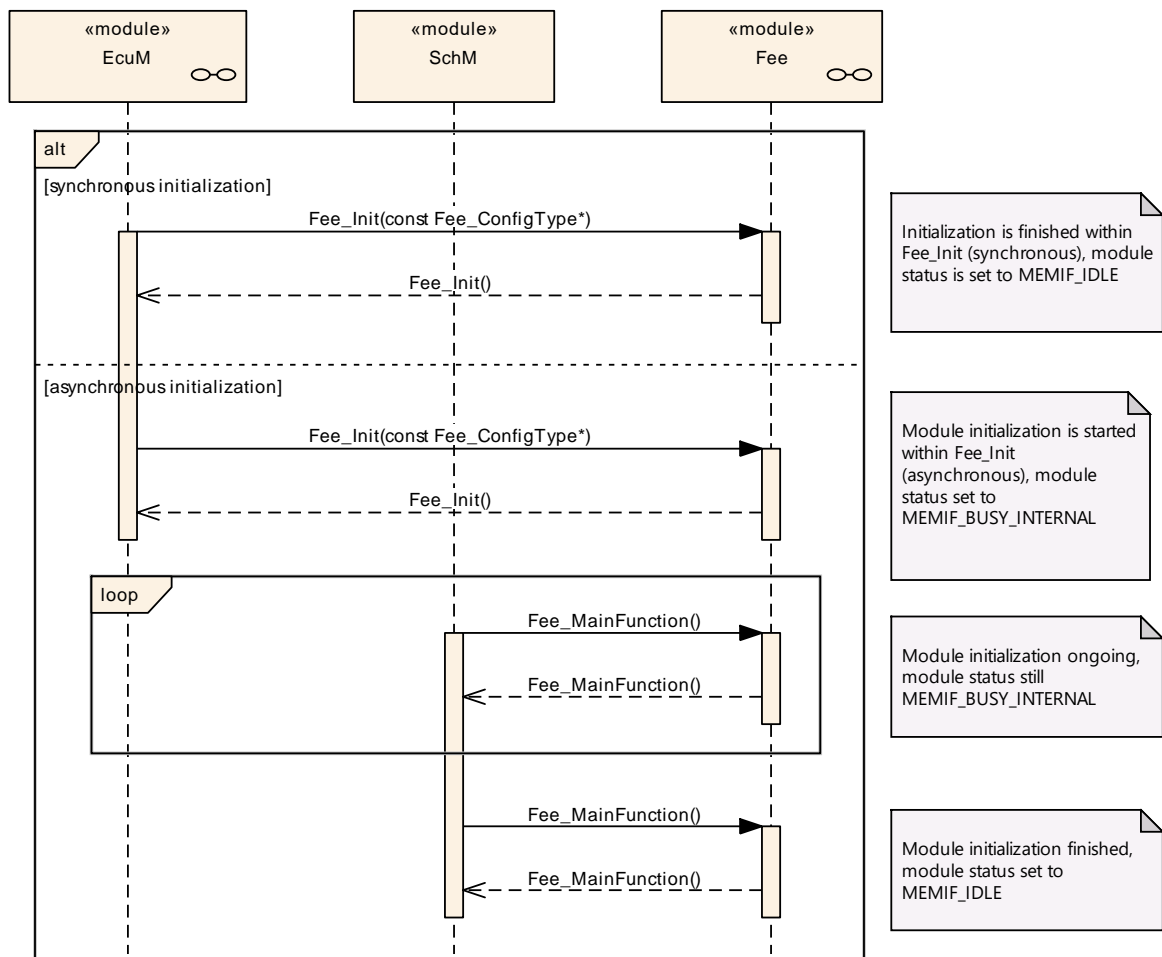 «module»
EcuM
«module»
SchM
«module»
Fee
alt
[synchronous initialization]
Fee_Init(const Fee_ConfigType*)
Fee_Init()
Initialization is finished within
Fee_Init (synchronous), module
status is set to MEMIF_IDLE
[asynchronous initialization]
Fee_Init(const Fee_ConfigType*)
Fee_Init()
Module initialization is started
within Fee_Init
(asynchronous), module
status set to
MEMIF_BUSY_INTERNAL
loop
Fee_MainFunction()
Fee_MainFunction()
Module initialization ongoing,
module status still
MEMIF_BUSY_INTERNAL
Fee_MainFunction()
Fee_MainFunction()
Module initialization finished,
module status set to
MEMIF_IDLE